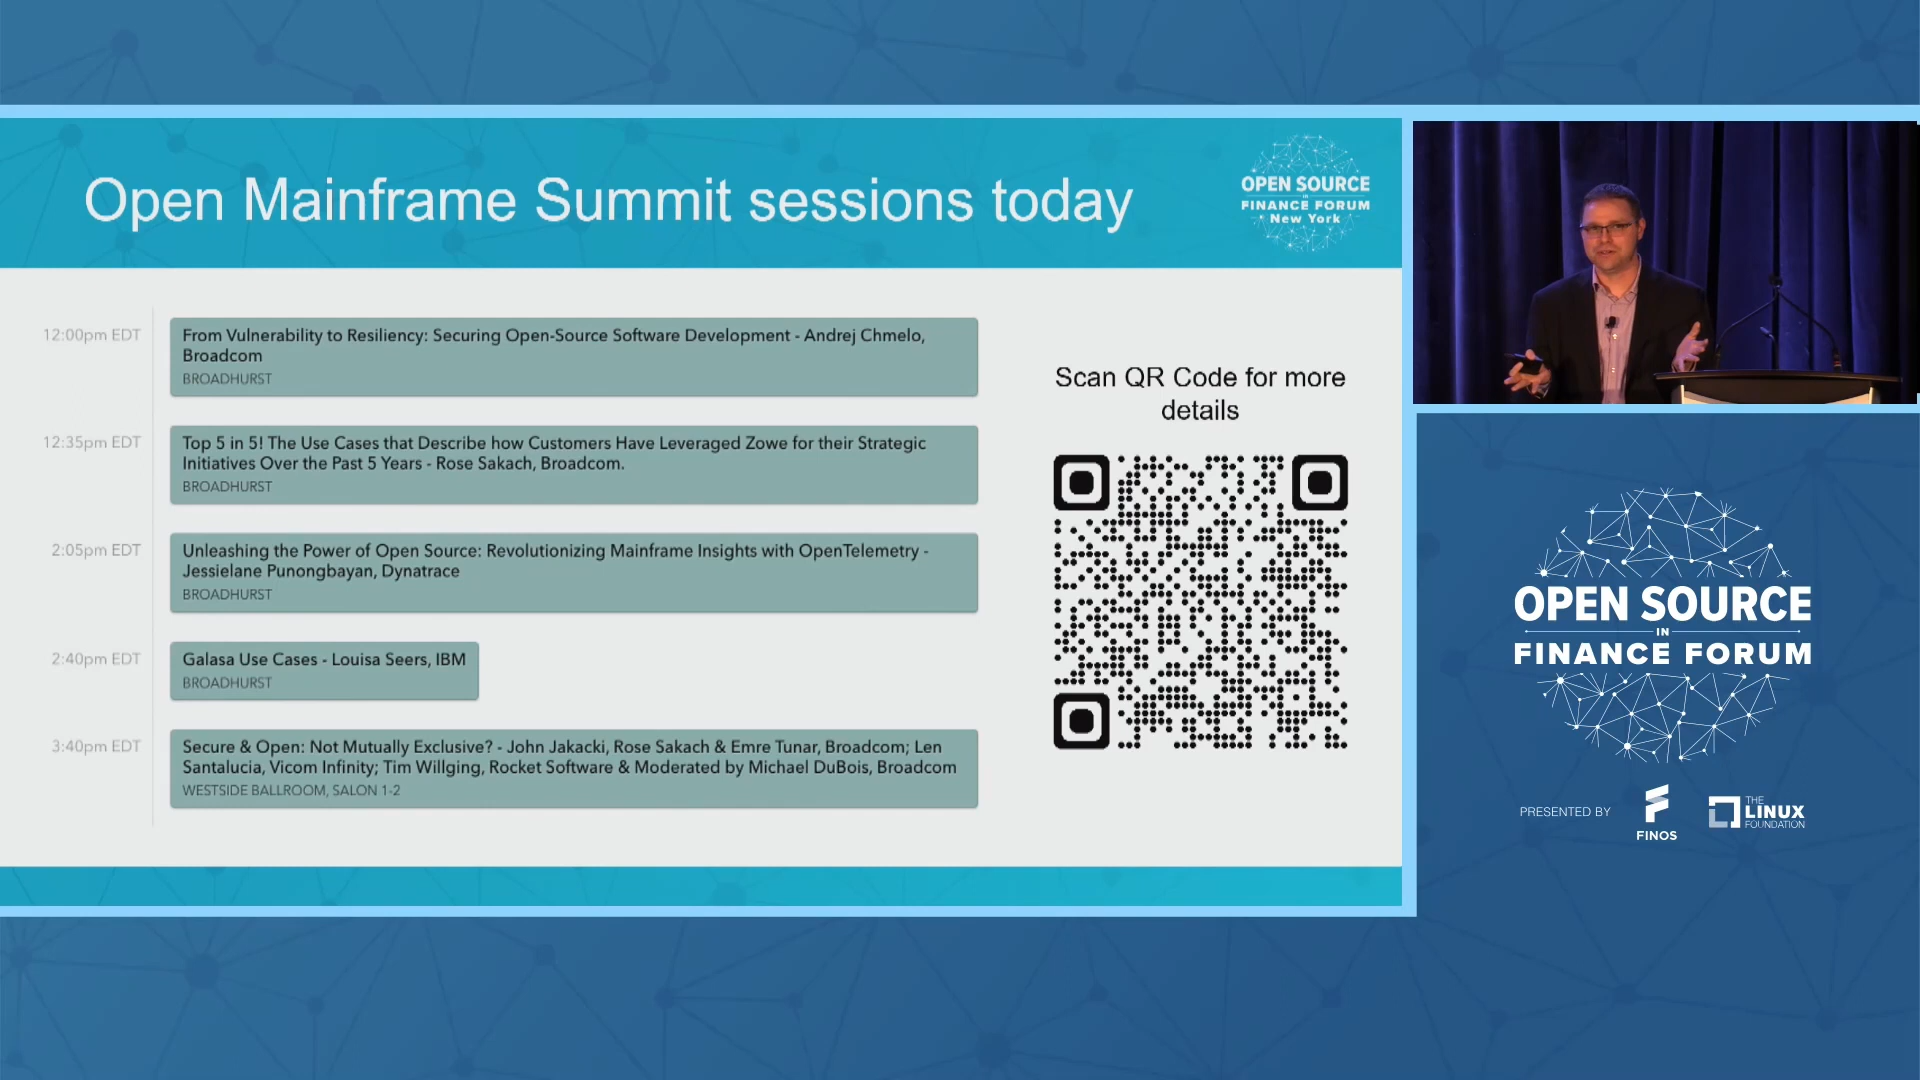 Open Mainframe Summit sessions today
OPEN SOURCE
IN
FINANCE FORUM
New York
12:00pm EDT
From Vulnerability to Resiliency: Securing Open-Source Software Development - Andrej Chmelo,
Broadcom
BROADHURST
12:35pm EDT
Top 5 in 5! The Use Cases that Describe how Customers Have Leveraged Zowe for their Strategic
Initiatives Over the Past 5 Years - Rose Sakach, Broadcom.
BROADHURST
2:05pm EDT
Unleashing the Power of Open Source: Revolutionizing Mainframe Insights with OpenTelemetry -
Jessielane Punongbayan, Dynatrace
BROADHURST
2:40pm EDT
Galasa Use Cases - Louisa Seers, IBM
BROADHURST
3:40pm EDT
Secure & Open: Not Mutually Exclusive? - John Jakacki, Rose Sakach & Emre Tunar, Broadcom; Len
Santalucia, Vicom Infinity; Tim Willging, Rocket Software & Moderated by Michael DuBois, Broadcom
WESTSIDE BALLROOM, SALON 1-2
Scan QR Code for more
details
OPEN SOURCE
IN
FINANCE FORUM
PRESENTED BY
FINOS
THE
LINUX
FOUNDATION